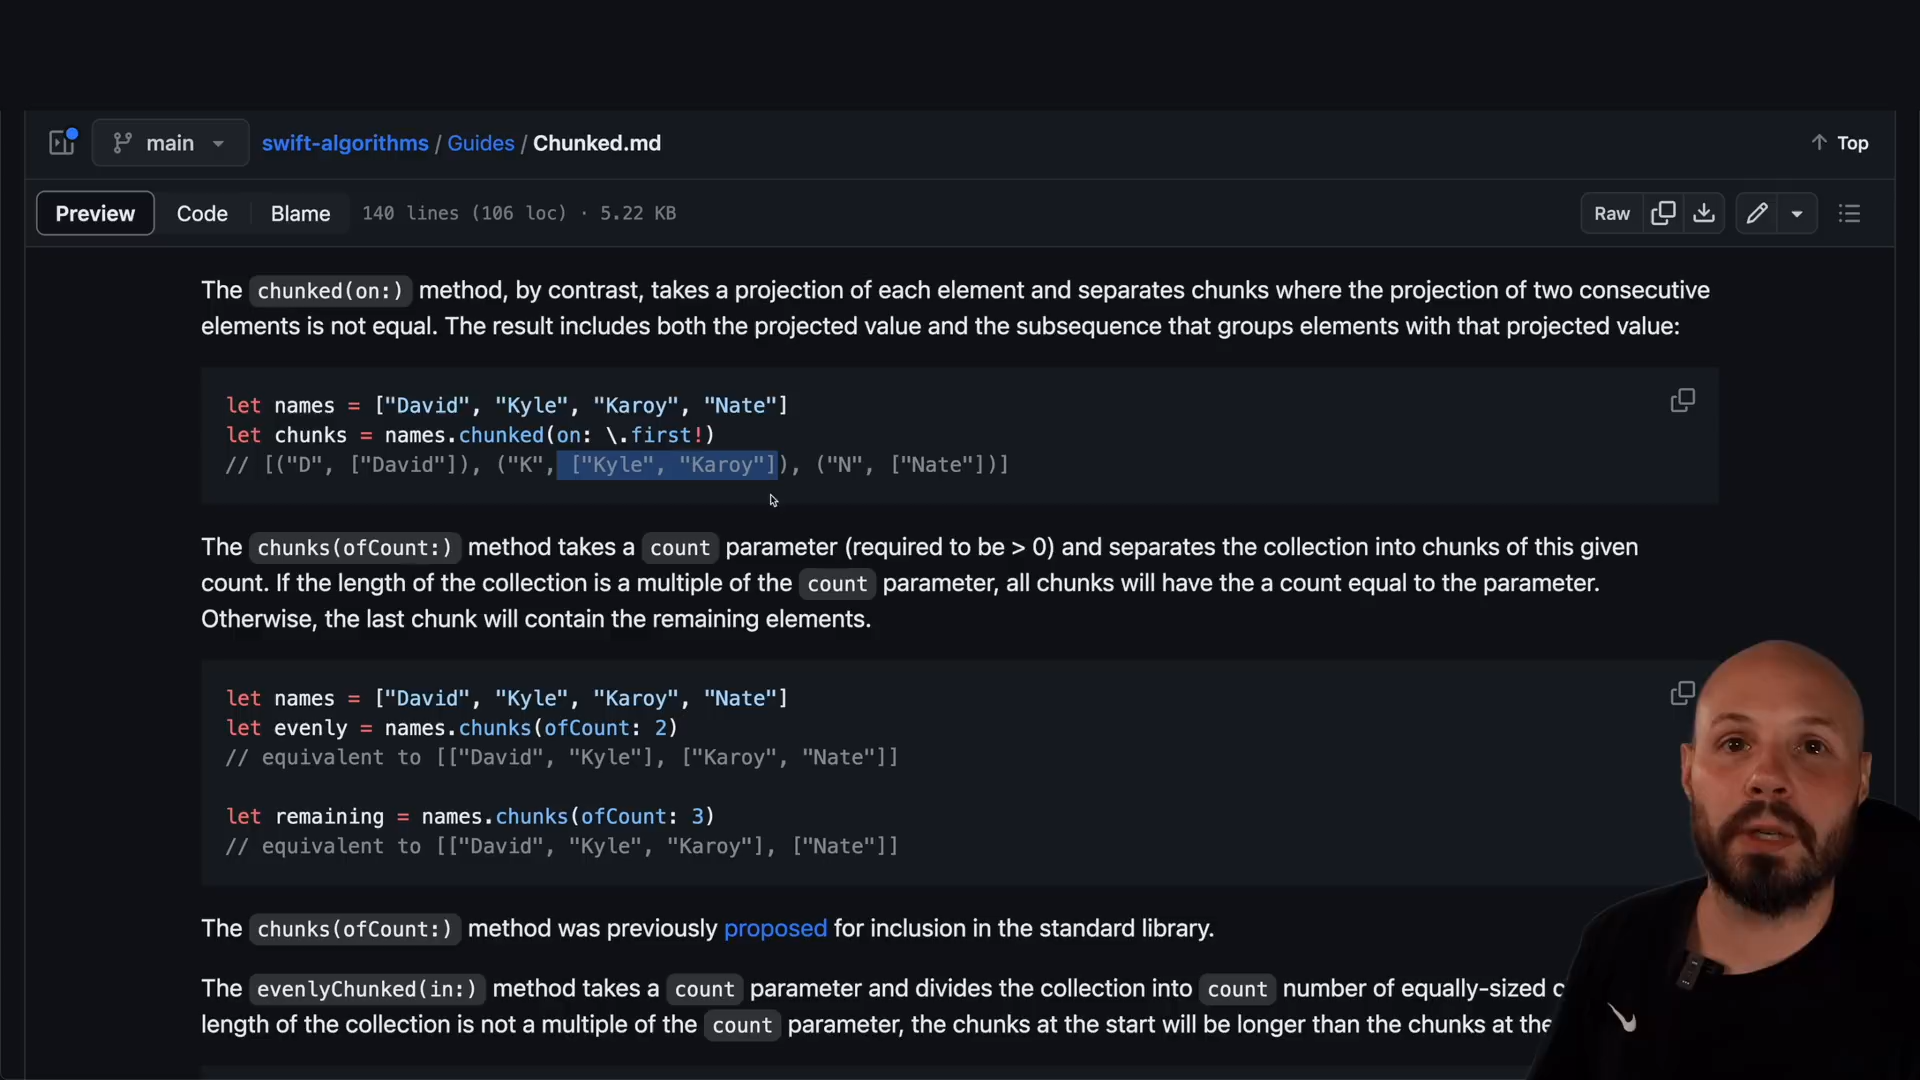 main
swift-algorithms / Guides / Chunked.md
Top
Preview
Code
Blame
140 lines (106 loc) · 5.22 KB
Raw
The chunked(on:) method, by contrast, takes a projection of each element and separates chunks where the projection of two consecutive
elements is not equal. The result includes both the projected value and the subsequence that groups elements with that projected value:
let names = ["David", "Kyle", "Karoy", "Nate"]
let chunks = names.chunked(on: \.first!)
// [("D", ["David"]), ("K", ["Kyle", "Karoy"]), ("N", ["Nate"])]
The chunks(ofCount:) method takes a count parameter (required to be > 0) and separates the collection into chunks of this given
count. If the length of the collection is a multiple of the count parameter, all chunks will have the a count equal to the parameter.
Otherwise, the last chunk will contain the remaining elements.
let names = ["David", "Kyle", "Karoy", "Nate"]
let evenly = names.chunks(ofCount: 2)
// equivalent to [["David", "Kyle"], ["Karoy", "Nate"]]
let remaining = names.chunks(ofCount: 3)
// equivalent to [["David", "Kyle", "Karoy"], ["Nate"]]
The chunks(ofCount:) method was previously proposed for inclusion in the standard library.
The evenlyChunked(in:) method takes a count parameter and divides the collection into count number of equally-sized
length of the collection is not a multiple of the count parameter, the chunks at the start will be longer than the chunks at the